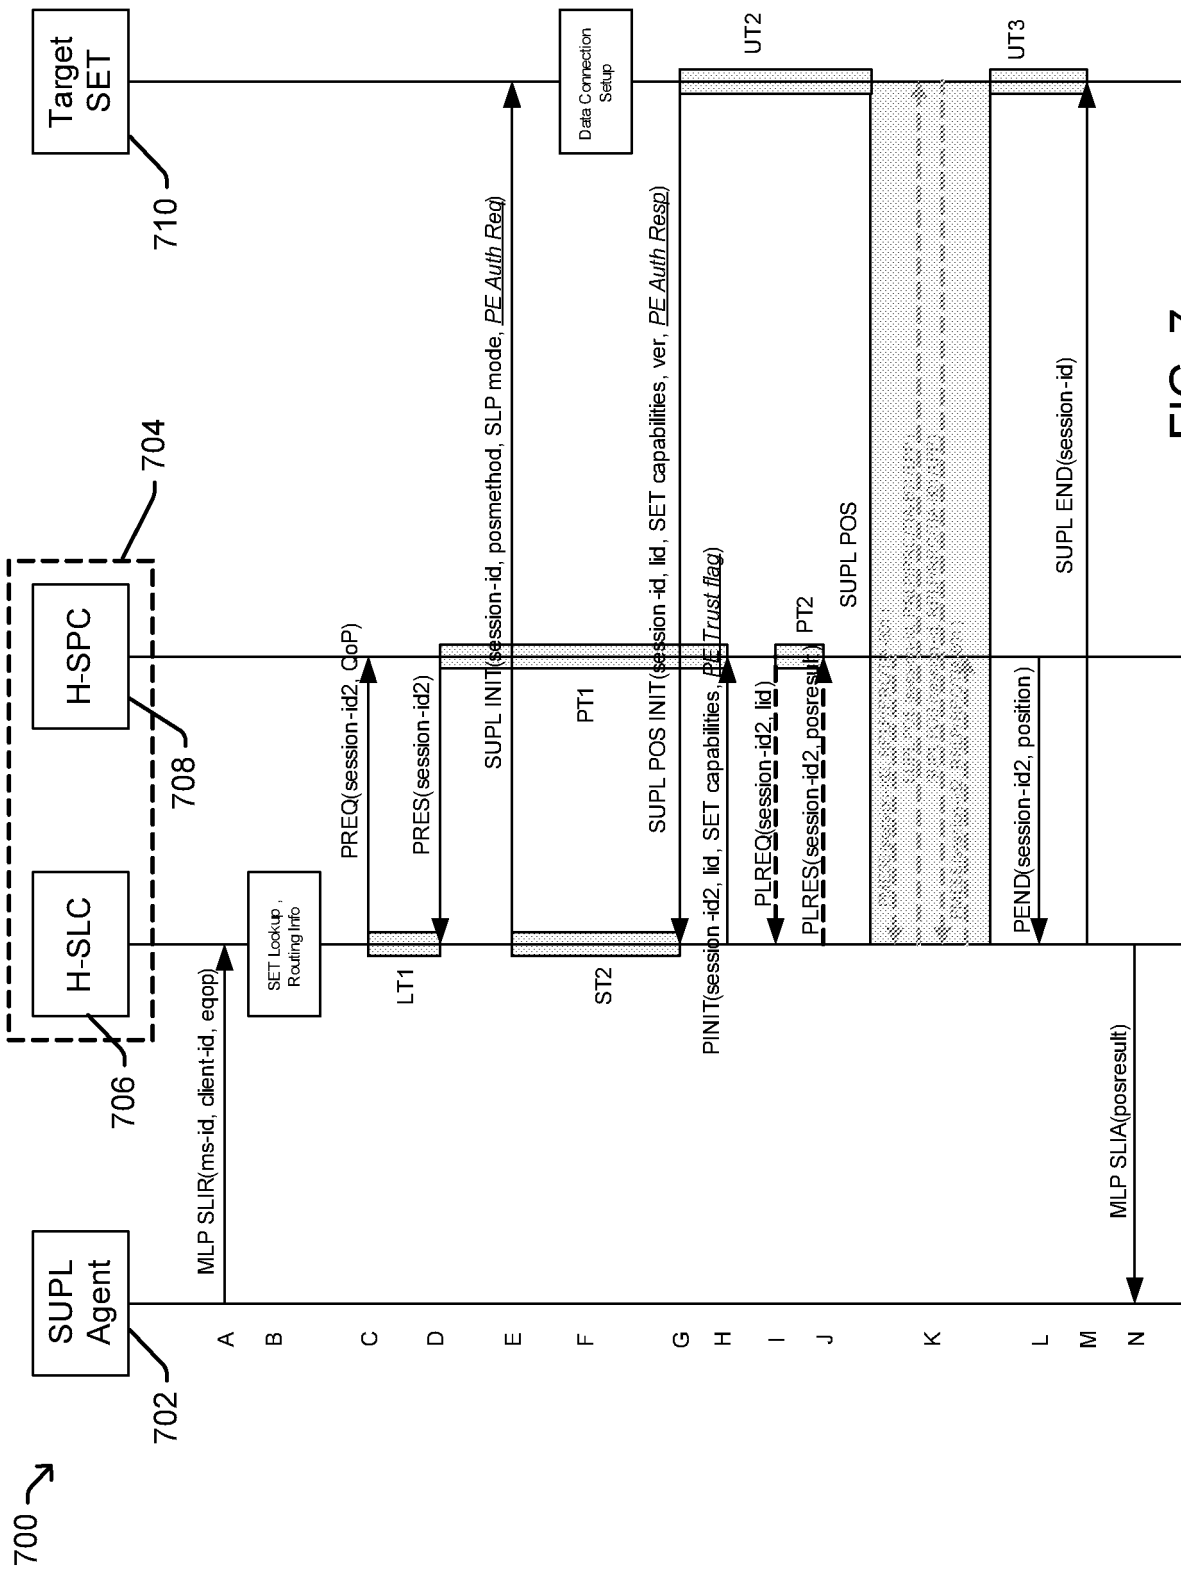 700
704
SUPL
Agent
702
H-SLC
706
H-SPC
708
Target
SET
710
A
MLP SLIR(ms-id, client-id, eqop)
B
SET Lookup ,
Routing Info
C
PREQ(session-id2, QoP)
LT1
D
PRES(session-id2)
E
SUPL INIT(session-id, posmethod, SLP mode, PE Auth Req)
F
ST2
PT1
Data Connection
Setup
G
SUPL POS INIT(session -id, lid, SET capabilities, ver, PE Auth Resp)
H
PINIT(session -id2, lid, SET capabilities, PE Trust flag)
UT2
I
PLREQ(session-id2, lid)
PT2
J
PLRES(session-id2, posresult)
SUPL POS
K
UT3
L
PEND(session-id2, position)
M
SUPL END(session-id)
N
MLP SLIA(posresult)